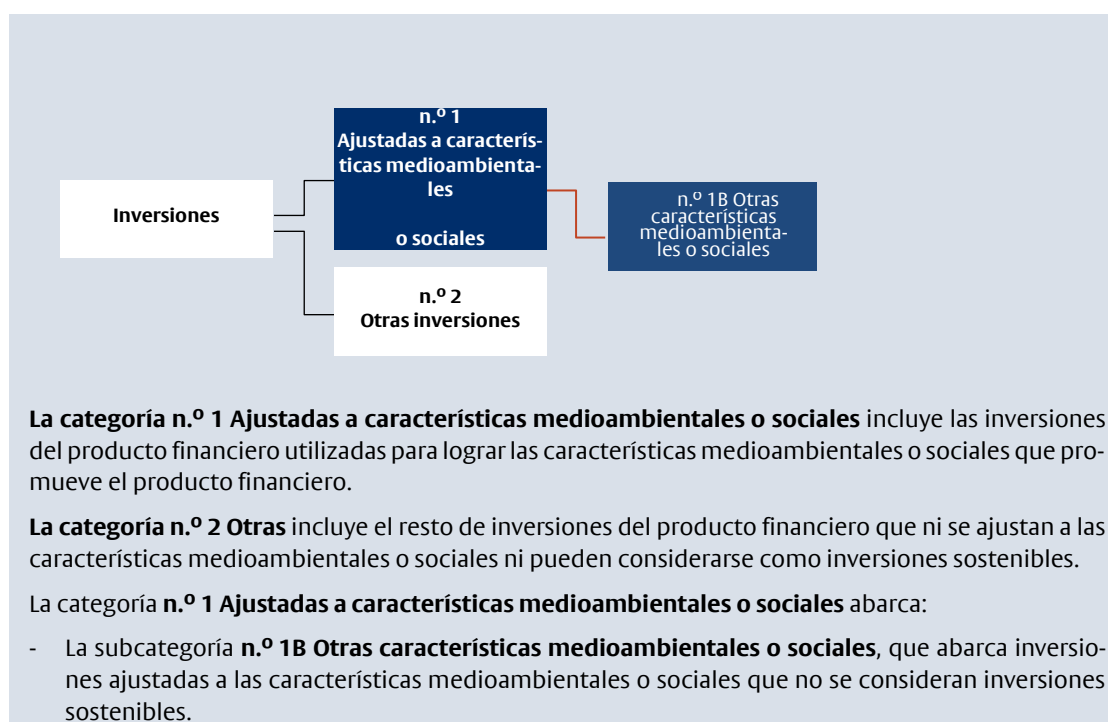 n.º 1
Ajustadas a caracterís-
ticas medioambienta-
les
o sociales
Inversiones
n.º 1B Otras
características
medioambienta-
les o sociales
n.º 2
Otras inversiones
La categoría n.º 1 Ajustadas a características medioambientales o sociales incluye las inversiones
del producto financiero utilizadas para lograr las características medioambientales o sociales que pro-
mueve el producto financiero.
La categoría n.º 2 Otras incluye el resto de inversiones del producto financiero que ni se ajustan a las
características medioambientales o sociales ni pueden considerarse como inversiones sostenibles.
La categoría n.º 1 Ajustadas a características medioambientales o sociales abarca:
- La subcategoría n.º 1B Otras características medioambientales o sociales, que abarca inversio-
nes ajustadas a las características medioambientales o sociales que no se consideran inversiones
sostenibles.